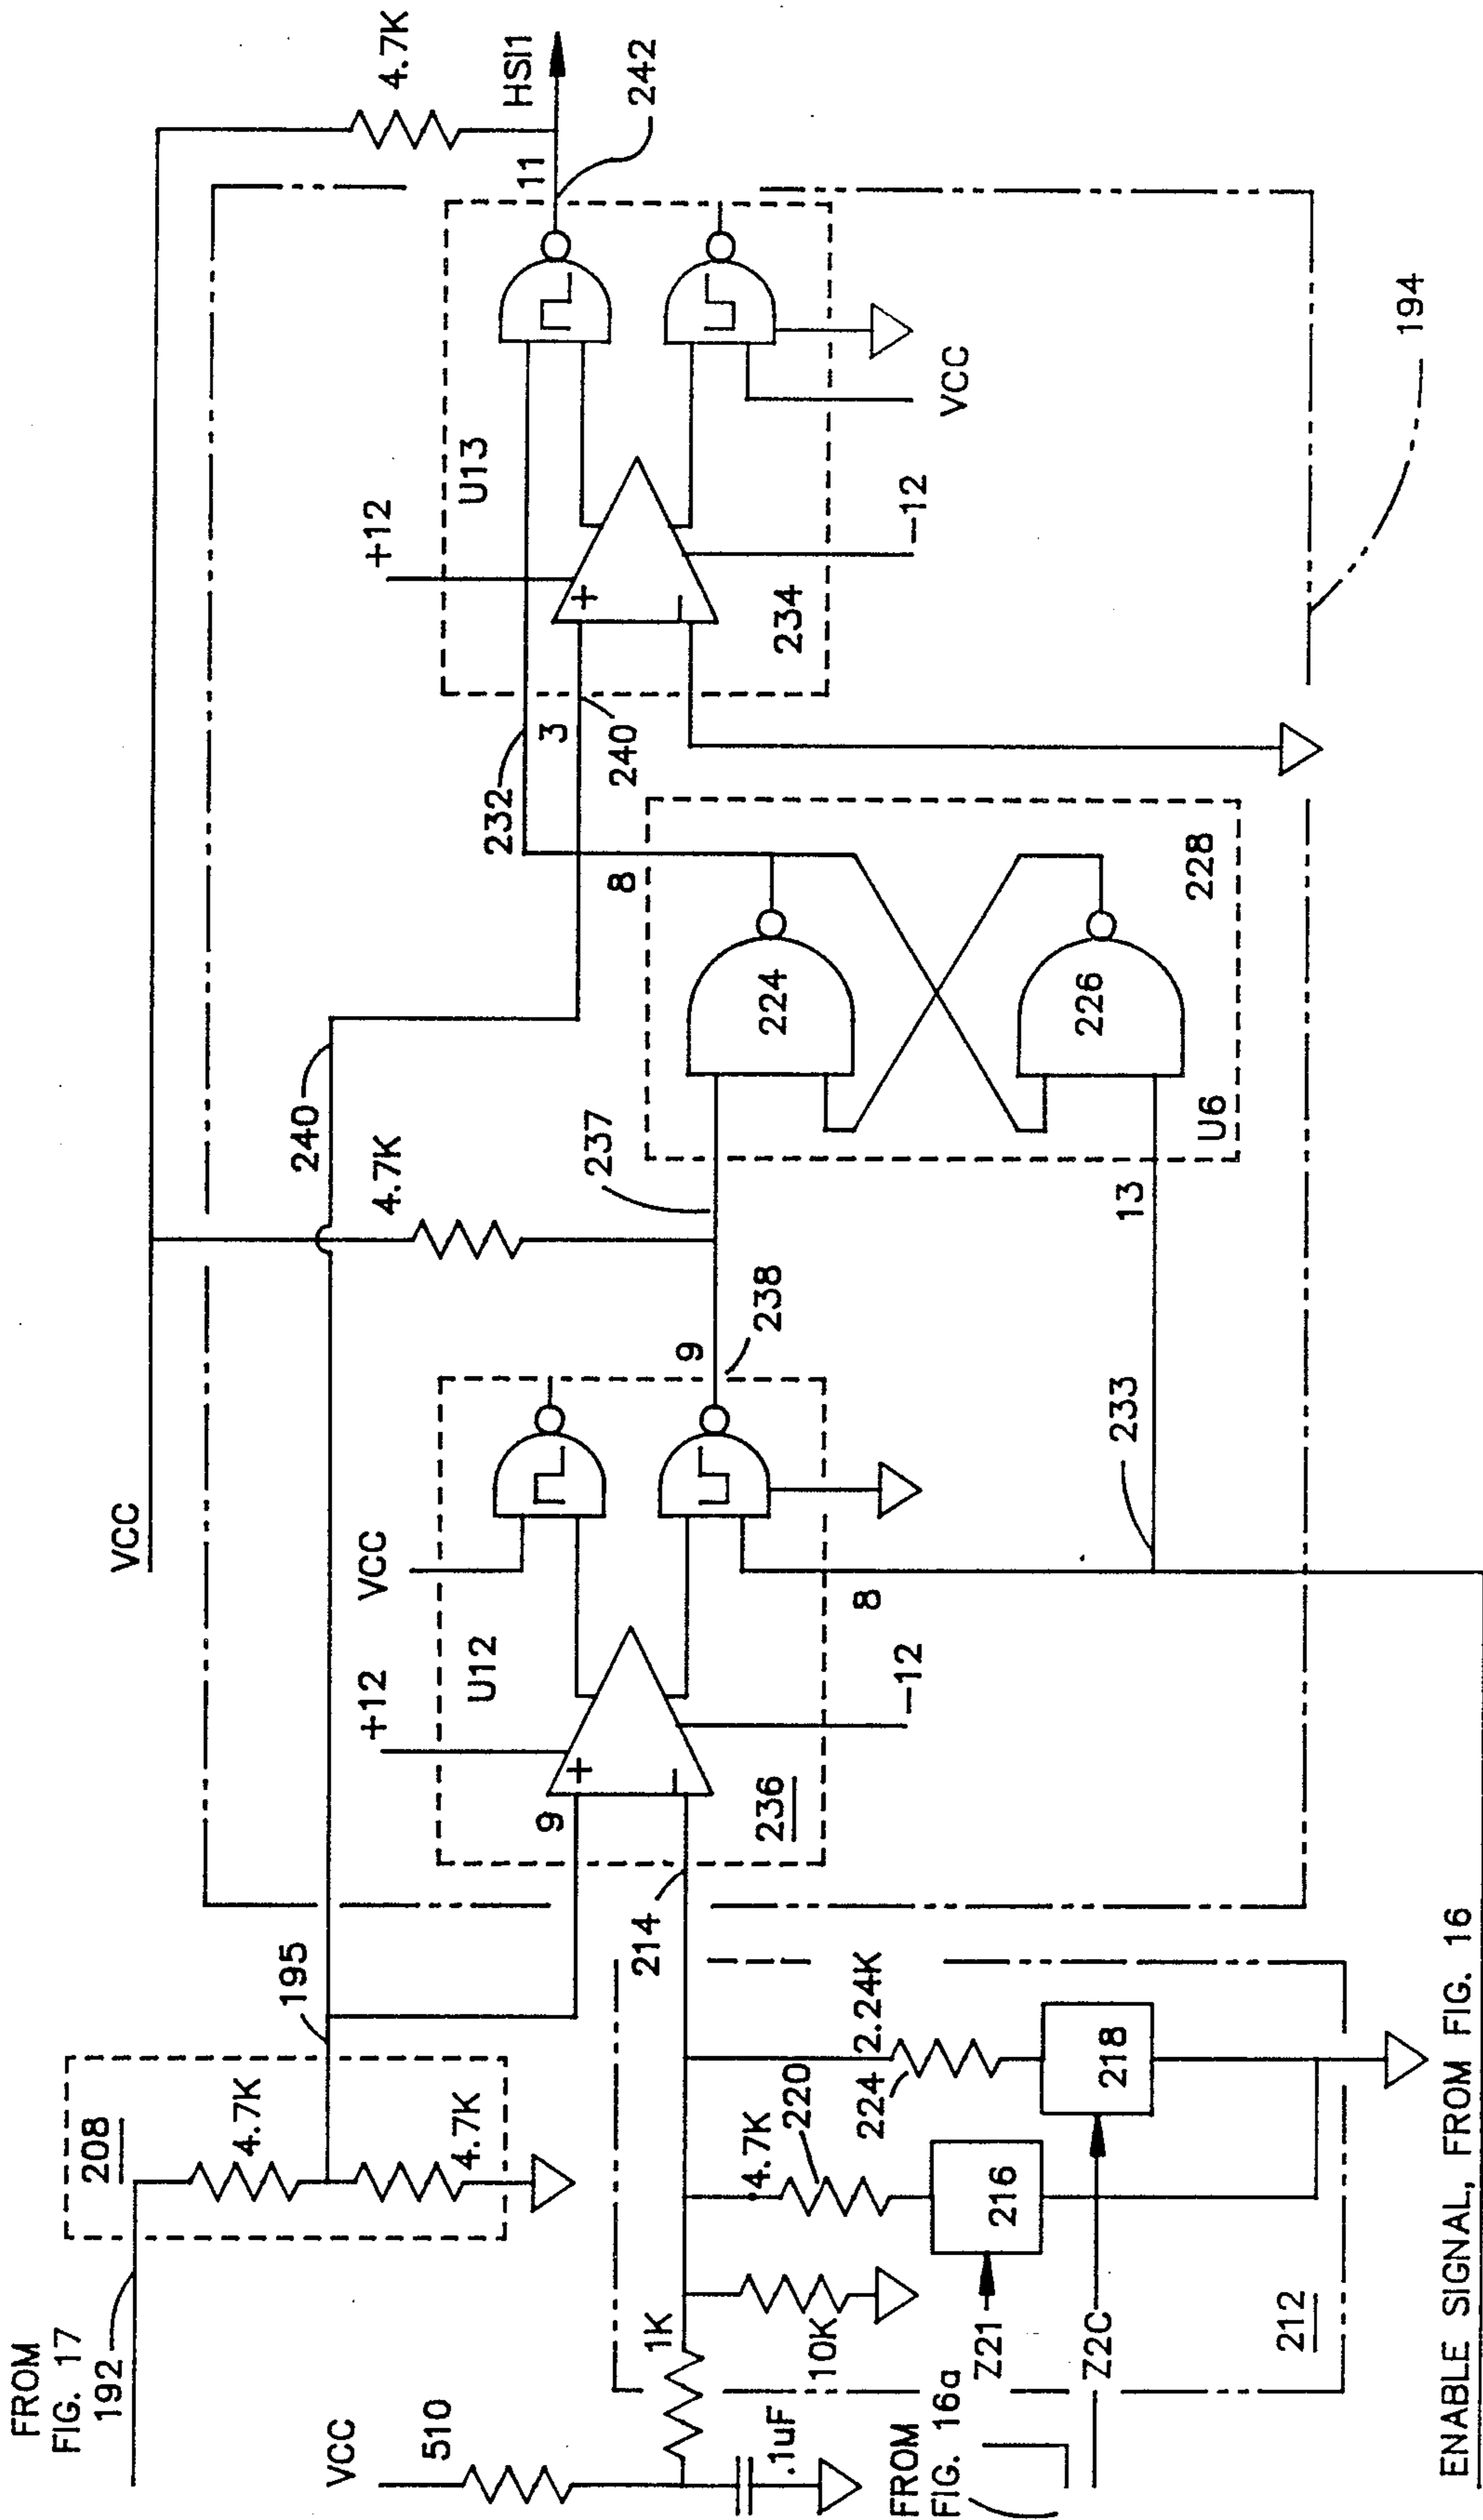 FROM
FIG. 17
192
208
4.7K
4.7K
195
VCC
510
1K
.1uF
10K
FROM
FIG. 16a
Z21
Z2C
212
4.7K
220
216
224
2.24K
218
214
9
+
−
236
+12
U12
VCC
−12
8
9
238
VCC
240
4.7K
237
233
13
U6
224
226
228
8
232
3
240
+
−
234
+12
U13
−12
VCC
11
242
HSI1
4.7K
194
ENABLE SIGNAL, FROM FIG. 16